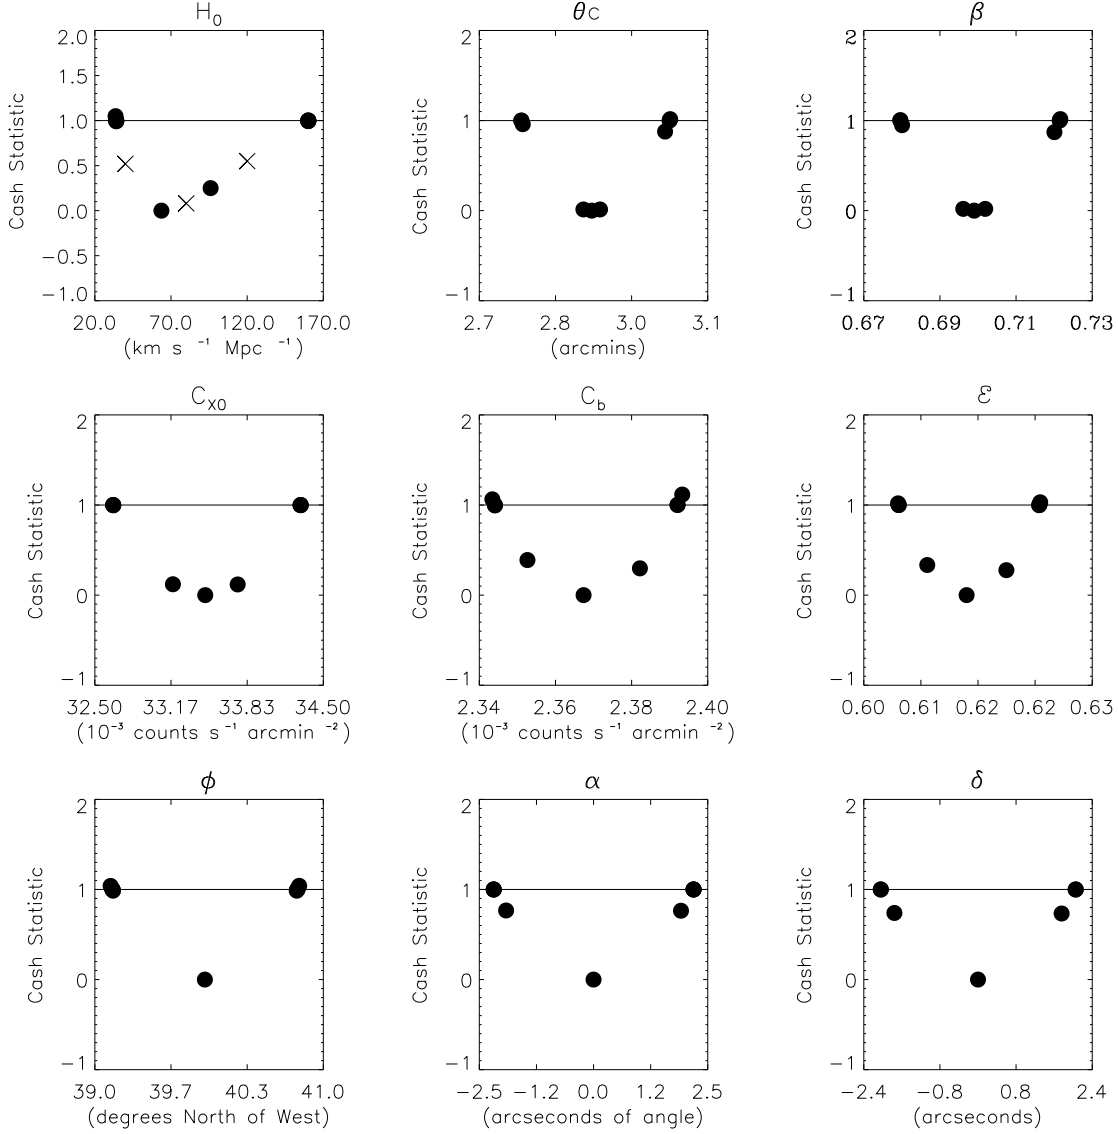 H₀
2.0
1.5
1.0
0.5
0.0
−0.5
−1.0
Cash Statistic
20.0 70.0 120.0 170.0
(km s ⁻¹ Mpc ⁻¹)
θc
2
1
0
−1
Cash Statistic
2.7 2.8 3.0 3.1
(arcmins)
β
2
1
0
−1
Cash Statistic
0.67 0.69 0.71 0.73
C_X0
2
1
0
−1
Cash Statistic
32.50 33.17 33.83 34.50
(10⁻³ counts s⁻¹ arcmin ⁻²)
C_b
2
1
0
−1
Cash Statistic
2.34 2.36 2.38 2.40
(10⁻³ counts s⁻¹ arcmin ⁻²)
ℰ
2
1
0
−1
Cash Statistic
0.60 0.61 0.62 0.62 0.63
ϕ
2
1
0
−1
Cash Statistic
39.0 39.7 40.3 41.0
(degrees North of West)
α
2
1
0
−1
Cash Statistic
−2.5 −1.2 0.0 1.2 2.5
(arcseconds of angle)
δ
2
1
0
−1
Cash Statistic
−2.4 −0.8 0.8 2.4
(arcseconds)